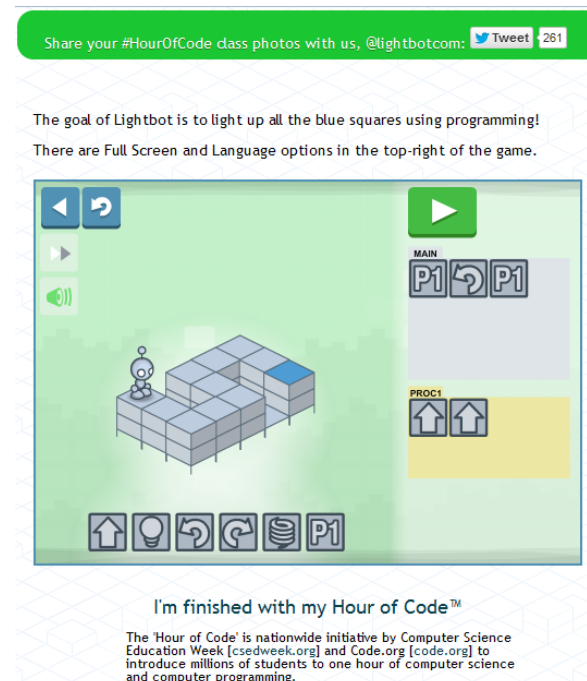 Share your #HourOfCode class photos with us, @lightbotcom: Tweet 261
The goal of Lightbot is to light up all the blue squares using programming!
There are Full Screen and Language options in the top-right of the game.
MAIN
P1 P1
PROC1
P1
I'm finished with my Hour of Code™
The 'Hour of Code' is nationwide initiative by Computer Science
Education Week [csedweek.org] and Code.org [code.org] to
introduce millions of students to one hour of computer science
and computer programming.